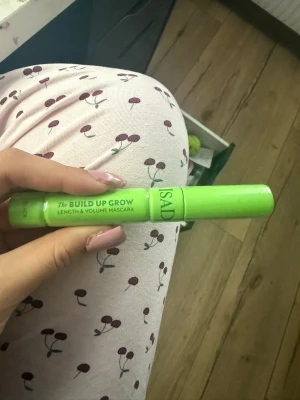 The BUILD UP GROW
LENGTH & VOLUME MASCARA
ISAD